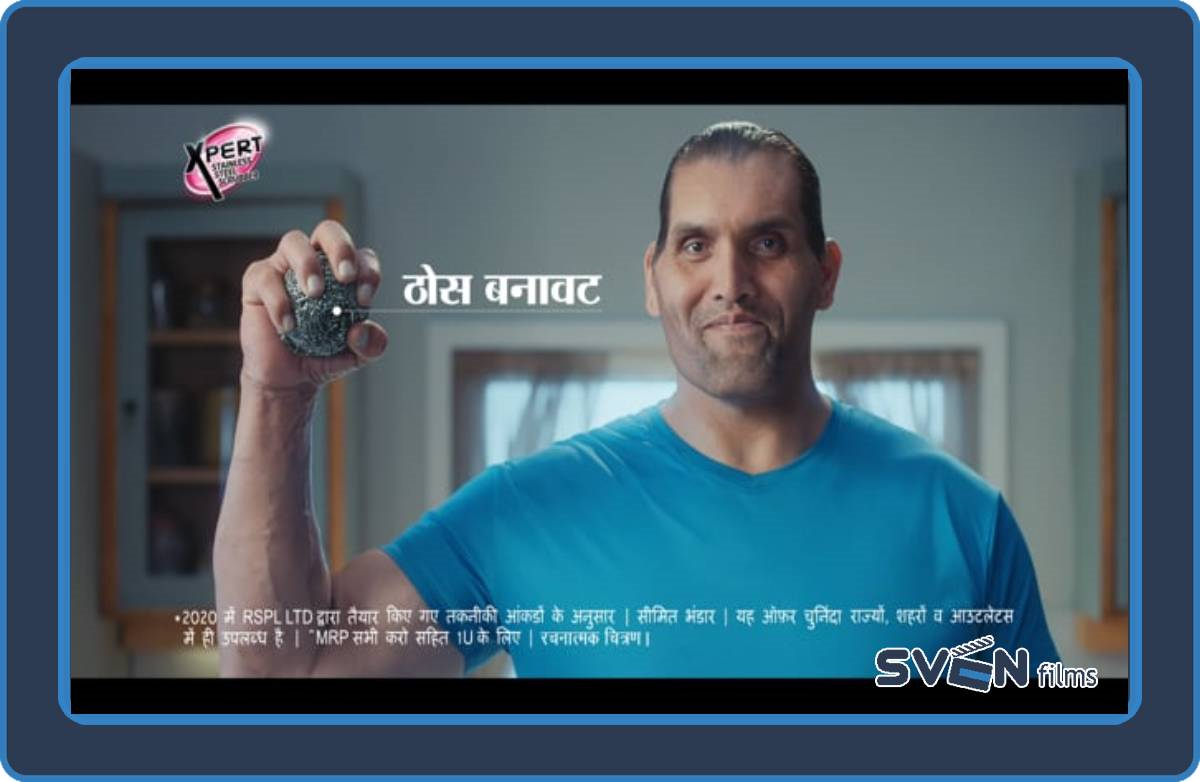 XPERT
STAINLESS
STEEL
SCRUBBER
ठोस बनावट
•2020 में RSPL LTD द्वारा तैयार किए गए तकनीकी आंकडों के अनुसार | सीमित भंडार | यह ओफ़र चुनिंदा राज्यों, शहरों व आउटलेटस
में ही उपलब्ध है | ˜MRP सभी करो सहित 1U के लिए | रचनात्मक चित्रण।
SVEN films